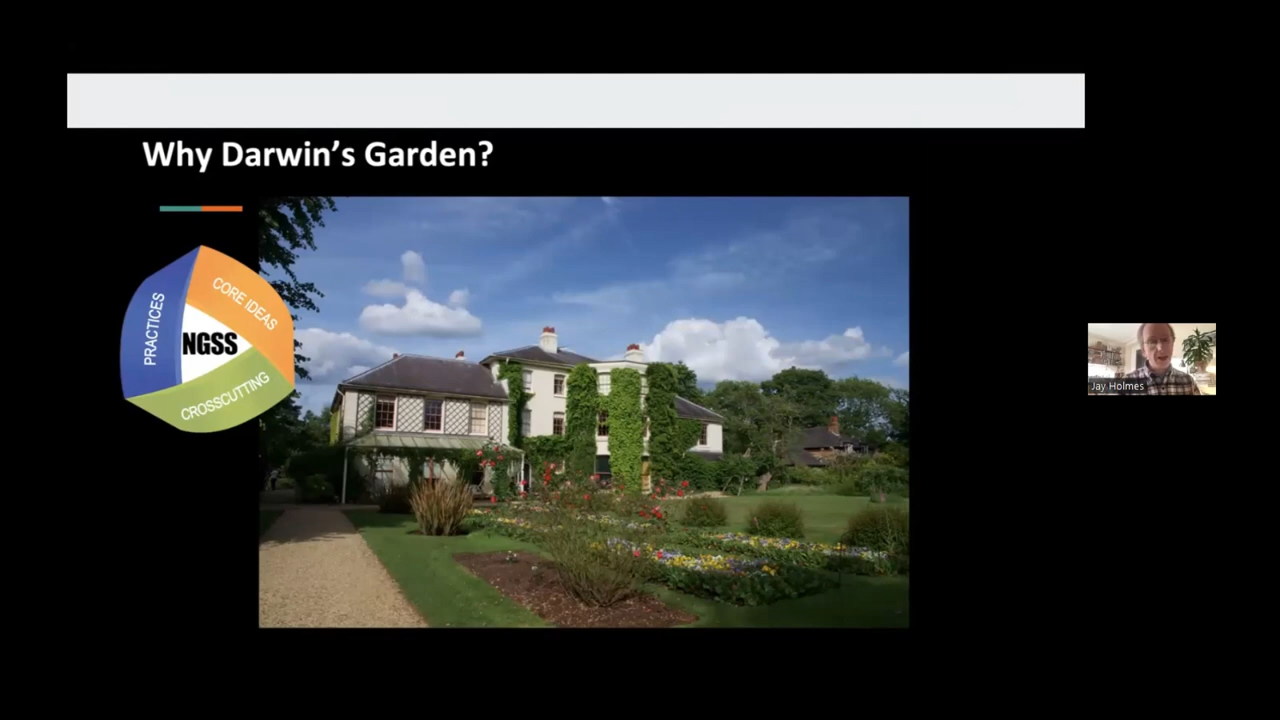 Why Darwin's Garden?
PRACTICES
CORE IDEAS
NGSS
CROSSCUTTING
Jay Holmes